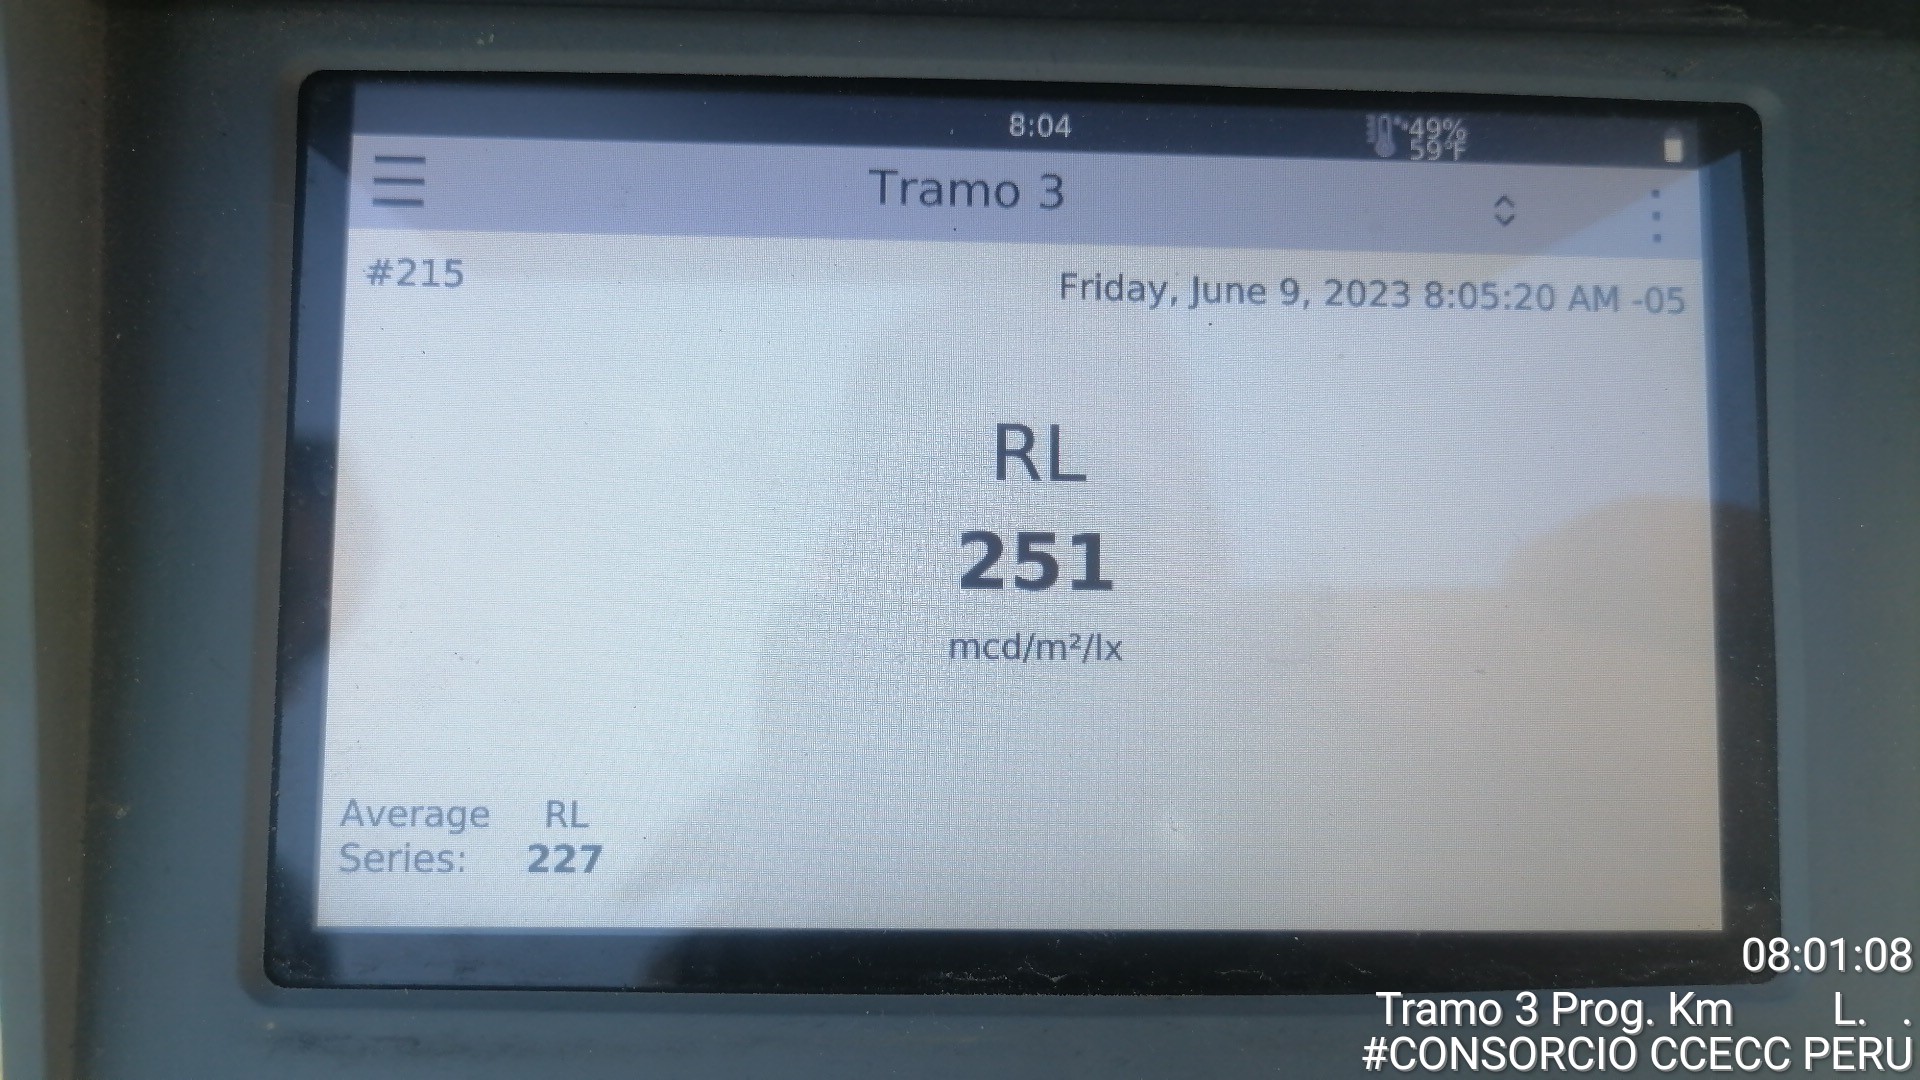 8:04
49%
59°F
Tramo 3
#215
Friday, June 9, 2023 8:05:20 AM -05
RL
251
mcd/m²/lx
Average RL
Series: 227
08:01:08
Tramo 3 Prog. Km L. .
#CONSORCIO CCECC PERU